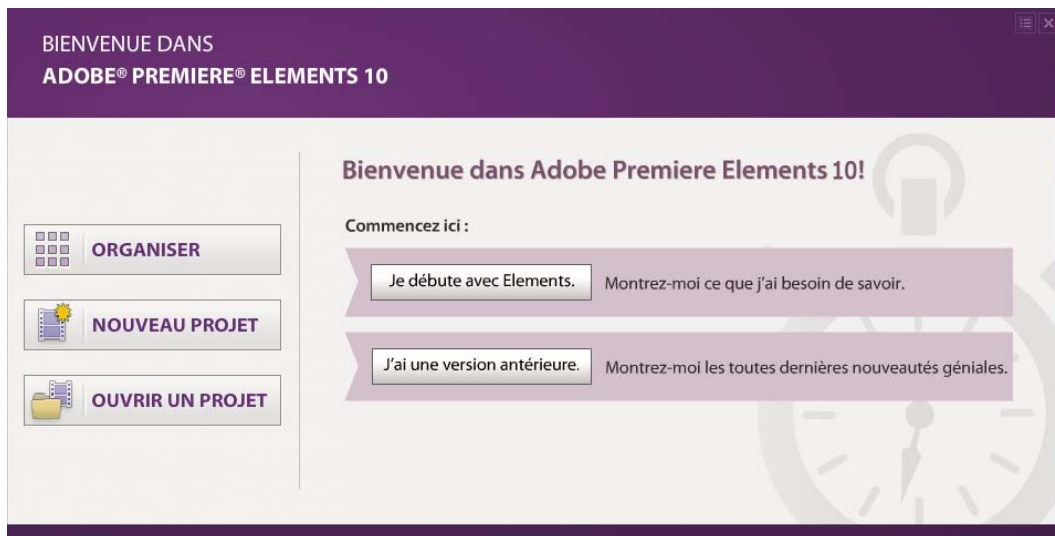 BIENVENUE DANS
ADOBE® PREMIERE® ELEMENTS 10
ORGANISER
NOUVEAU PROJET
OUVRIR UN PROJET
Bienvenue dans Adobe Premiere Elements 10!
Commencez ici :
Je débute avec Elements. Montrez-moi ce que j'ai besoin de savoir.
J'ai une version antérieure. Montrez-moi les toutes dernières nouveautés géniales.